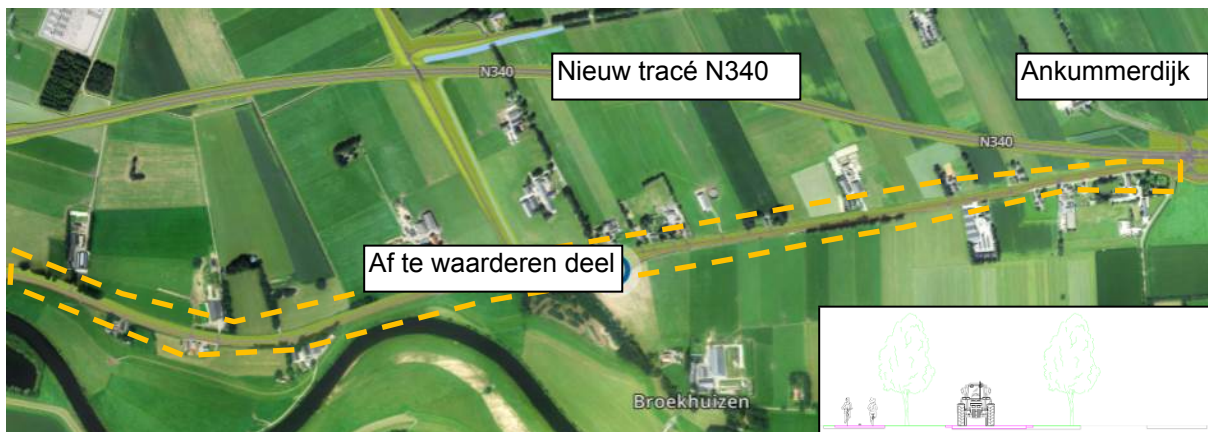 N340
Nieuw tracé N340
Ankummerdijk
N340
Af te waarderen deel
Broekhuizen